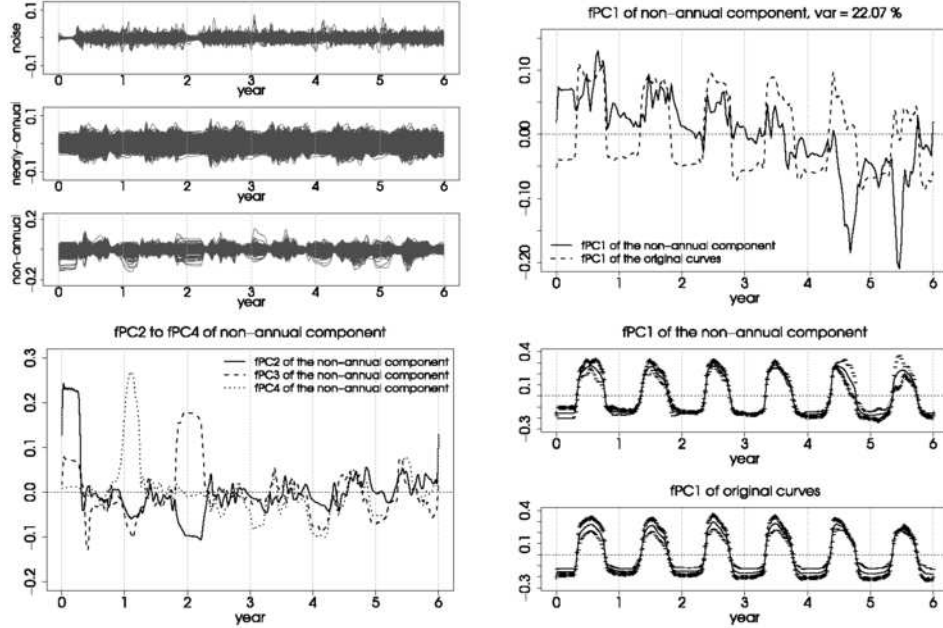 noise
0.1
−0.1
0 1 2 3 4 5 6
year
nearly−annual
0.1
−0.1
0 1 2 3 4 5 6
year
non−annual
0.2
−0.2
0 1 2 3 4 5 6
year
fPC1 of non−annual component, var = 22.07 %
0.10
0.00
−0.10
−0.20
fPC1 of the non−annual component
fPC1 of the original curves
0 1 2 3 4 5 6
year
fPC2 to fPC4 of non−annual component
0.3
0.2
0.1
0.0
−0.1
0.2
fPC2 of the non−annual component
fPC3 of the non−annual component
fPC4 of the non−annual component
0 1 2 3 4 5 6
year
fPC1 of the non−annual component
0.4
0.1
−0.3
0 1 2 3 4 5 6
year
fPC1 of original curves
0.4
0.1
−0.3
0 1 2 3 4 5 6
year